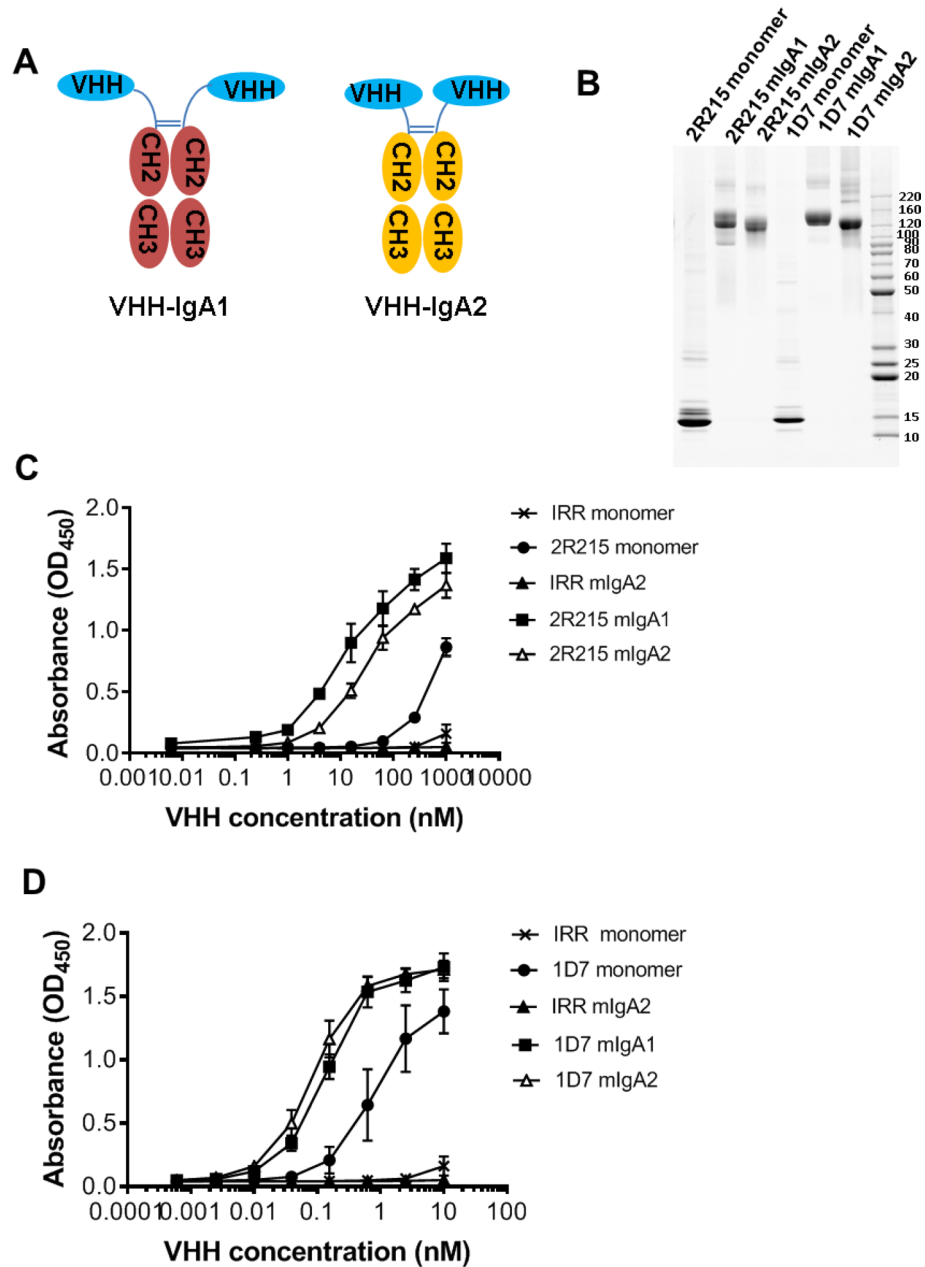 A
VHH
VHH
CH2
CH2
CH3
CH3
VHH-IgA1
VHH
VHH
CH2
CH2
CH3
CH3
VHH-IgA2
B
2R215 monomer
2R215 mIgA1
2R215 mIgA2
1D7 monomer
1D7 mIgA1
1D7 mIgA2
220
160
120
100
90
80
70
60
50
40
30
25
20
15
10
C
Absorbance (OD450)
2.0
1.5
1.0
0.5
0.0
0.001
0.01
0.1
1
10
100
1000
10000
VHH concentration (nM)
IRR monomer
2R215 monomer
IRR mIgA2
2R215 mIgA1
2R215 mIgA2
D
Absorbance (OD450)
2.0
1.5
1.0
0.5
0.0
0.0001
0.001
0.01
0.1
1
10
100
VHH concentration (nM)
IRR monomer
1D7 monomer
IRR mIgA2
1D7 mIgA1
1D7 mIgA2